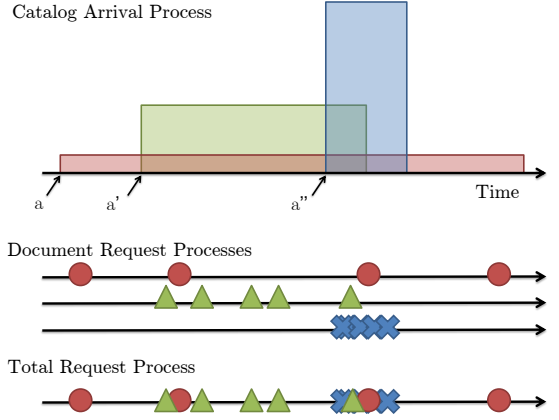 Catalog Arrival Process
a
a'
a"
Time
Document Request Processes
Total Request Process